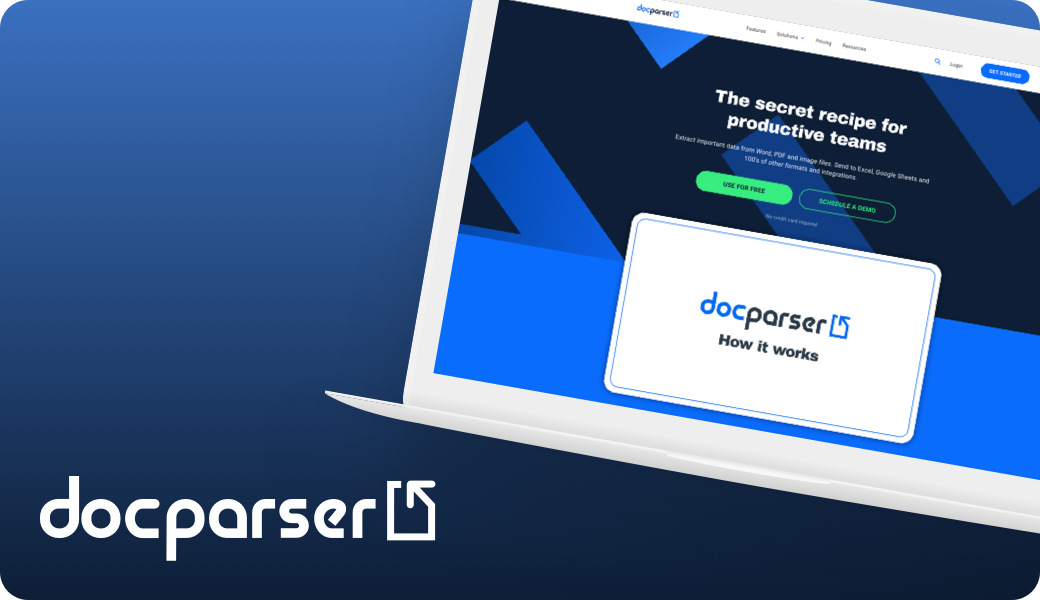 docparser
Features Solutions Pricing Resources
Login GET STARTED
The secret recipe for
productive teams
Extract important data from Word, PDF and image files. Send to Excel, Google Sheets and
100's of other formats and integrations.
USE FOR FREE SCHEDULE A DEMO
No credit card required
docparser
How it works
docparser